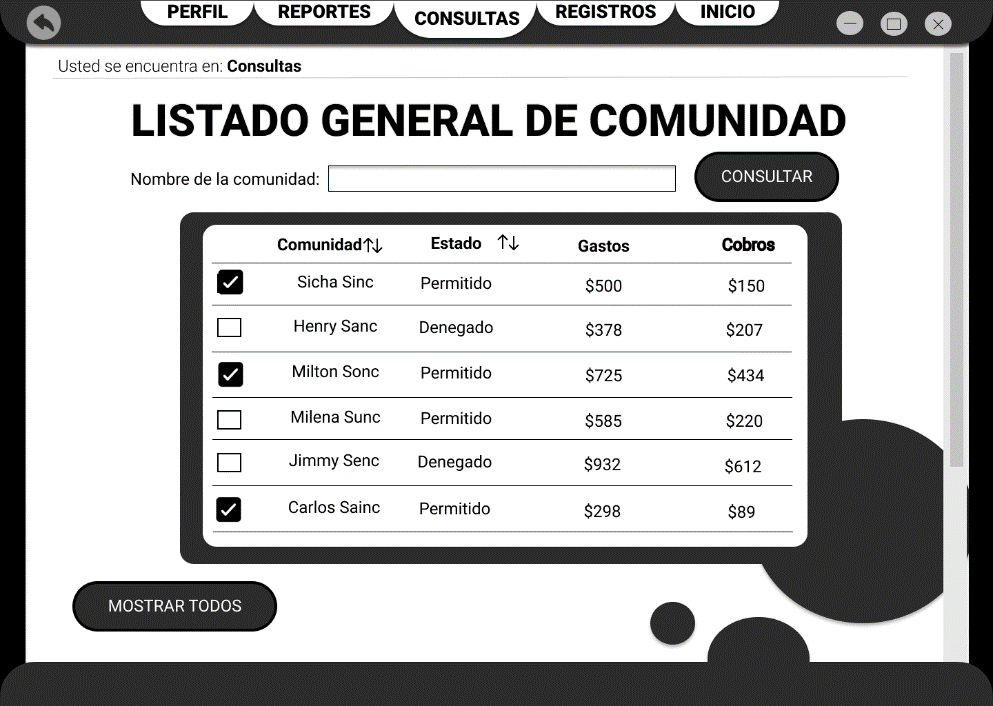 PERFIL REPORTES CONSULTAS REGISTROS INICIO
Usted se encuentra en: Consultas
LISTADO GENERAL DE COMUNIDAD
Nombre de la comunidad: CONSULTAR
Comunidad Estado Gastos Cobros
Sicha Sinc Permitido $500 $150
Henry Sanc Denegado $378 $207
Milton Sonc Permitido $725 $434
Milena Sunc Permitido $585 $220
Jimmy Senc Denegado $932 $612
Carlos Sainc Permitido $298 $89
MOSTRAR TODOS